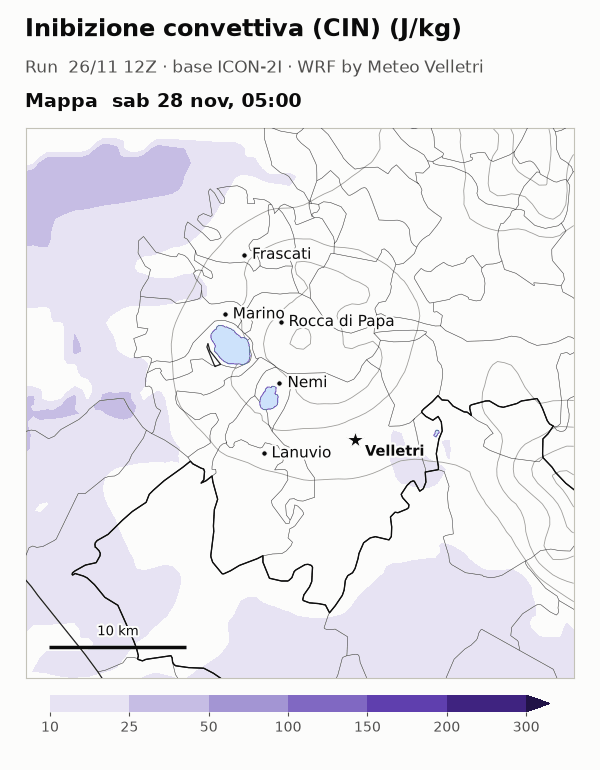 Inibizione convettiva (CIN) (J/kg)
Run  26/11 12Z · base ICON-2I · WRF by Meteo Velletri
Mappa  sab 28 nov, 05:00
Frascati
Marino
Rocca di Papa
Nemi
Velletri
Lanuvio
10 km
10 25 50 100 150 200 300